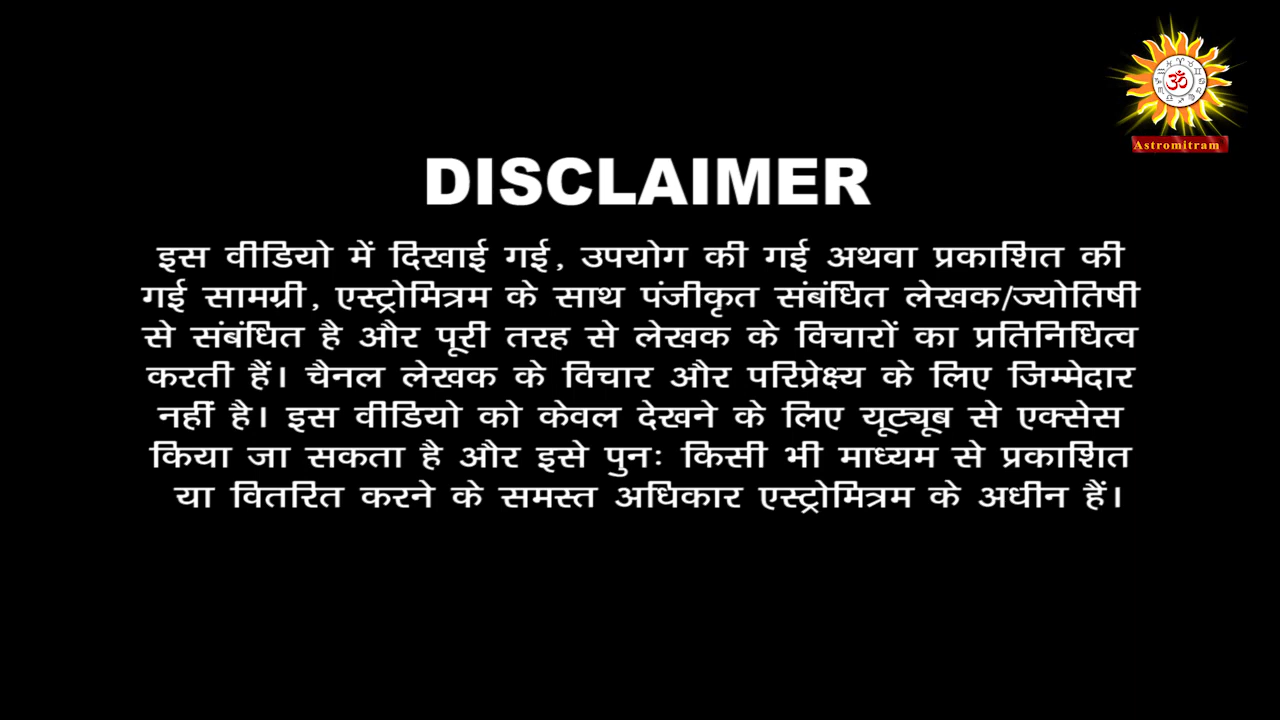 Astromitram
DISCLAIMER
इस वीडियो में दिखाई गई, उपयोग की गई अथवा प्रकाशित की
गई सामग्री, एस्ट्रोमित्रम के साथ पंजीकृत संबंधित लेखक/ज्योतिषी
से संबंधित है और पूरी तरह से लेखक के विचारों का प्रतिनिधित्व
करती हैं। चैनल लेखक के विचार और परिप्रेक्ष्य के लिए जिम्मेदार
नहीं है। इस वीडियो को केवल देखने के लिए यूट्यूब से एक्सेस
किया जा सकता है और इसे पुनः किसी भी माध्यम से प्रकाशित
या वितरित करने के समस्त अधिकार एस्ट्रोमित्रम के अधीन हैं।